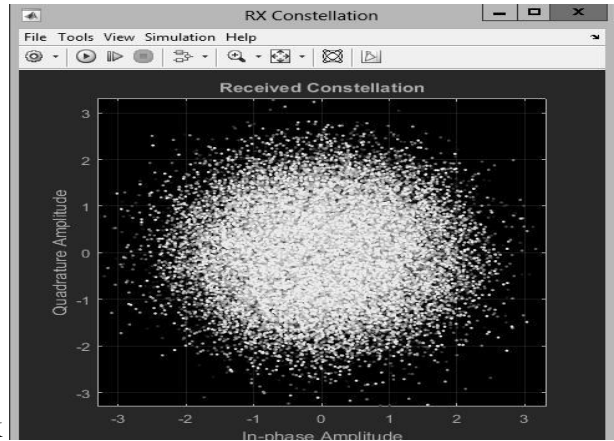 RX Constellation
File Tools View Simulation Help
Received Constellation
Quadrature Amplitude
3
2
1
0
-1
-2
-3
-3 -2 -1 0 1 2 3
In-phase Amplitude